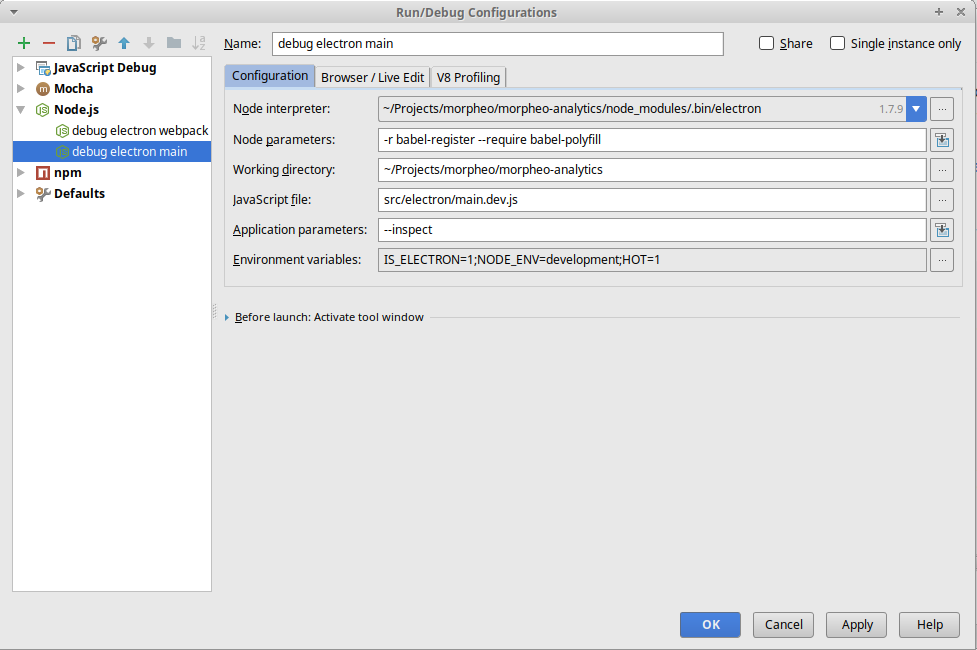 Run/Debug Configurations
Name: debug electron main Share Single instance only
JavaScript Debug
Mocha
Node.js
debug electron webpack
debug electron main
npm
Defaults
Configuration Browser / Live Edit V8 Profiling
Node interpreter: ~/Projects/morpheo/morpheo-analytics/node_modules/.bin/electron 1.7.9 ...
Node parameters: -r babel-register --require babel-polyfill
Working directory: ~/Projects/morpheo/morpheo-analytics ...
JavaScript file: src/electron/main.dev.js ...
Application parameters: --inspect
Environment variables: IS_ELECTRON=1;NODE_ENV=development;HOT=1 ...
Before launch: Activate tool window
OK Cancel Apply Help